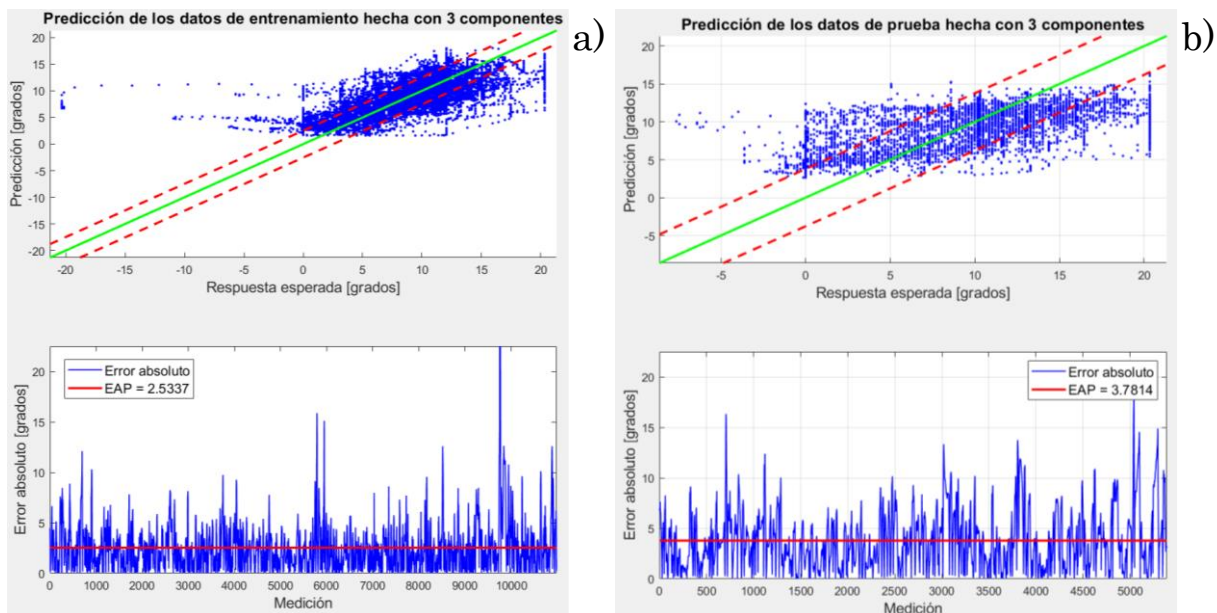 Predicción de los datos de entrenamiento hecha con 3 componentes
a)
20
15
10
5
0
-5
-10
-15
-20
Predicción [grados]
-20 -15 -10 -5 0 5 10 15 20
Respuesta esperada [grados]
Error absoluto
EAP = 2.5337
20
15
10
5
0
Error absoluto [grados]
0 1000 2000 3000 4000 5000 6000 7000 8000 9000 10000
Medición
Predicción de los datos de prueba hecha con 3 componentes
b)
20
15
10
5
0
-5
Predicción [grados]
-5 0 5 10 15 20
Respuesta esperada [grados]
Error absoluto
EAP = 3.7814
20
15
10
5
0
Error absoluto [grados]
0 500 1000 1500 2000 2500 3000 3500 4000 4500 5000
Medición